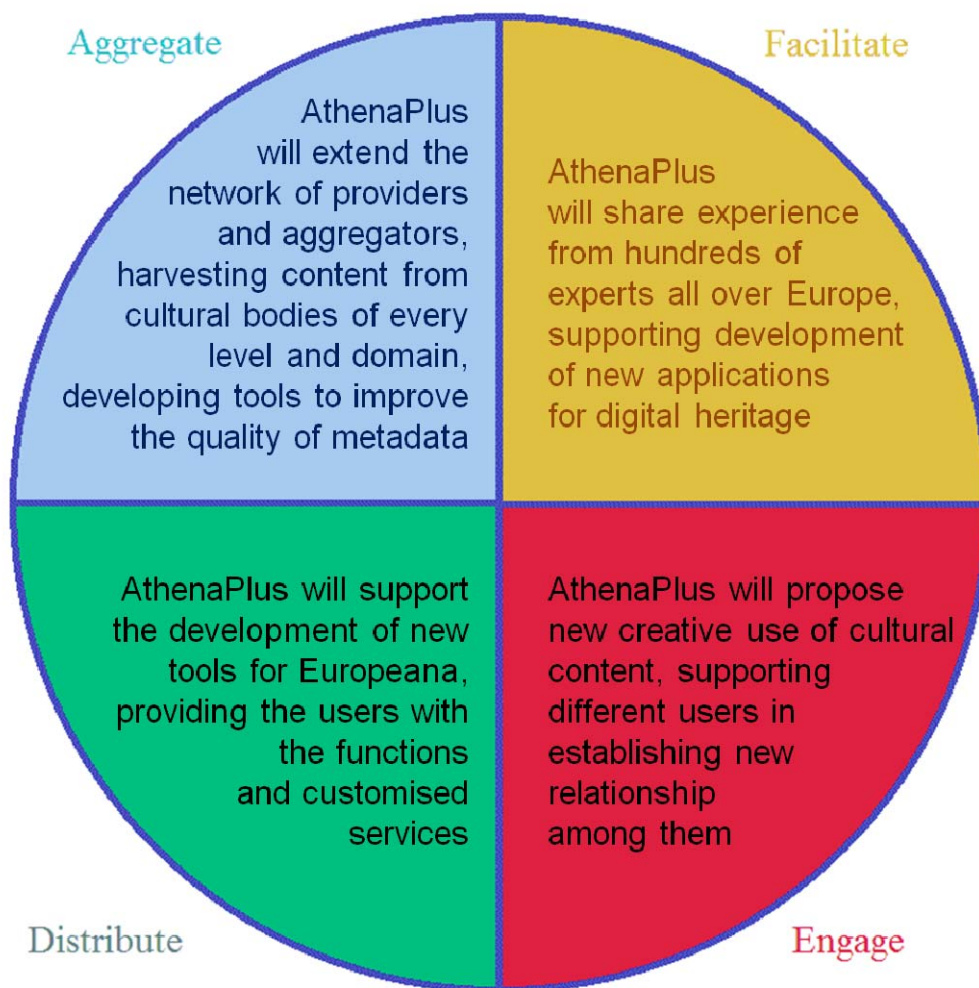 Aggregate
AthenaPlus
will extend the
network of providers
and aggregators,
harvesting content from
cultural bodies of every
level and domain,
developing tools to improve
the quality of metadata
Facilitate
AthenaPlus
will share experience
from hundreds of
experts all over Europe,
supporting development
of new applications
for digital heritage
AthenaPlus will support
the development of new
tools for Europeana,
providing the users with
the functions
and customised
services
Distribute
AthenaPlus will propose
new creative use of cultural
content, supporting
different users in
establishing new
relationship
among them
Engage